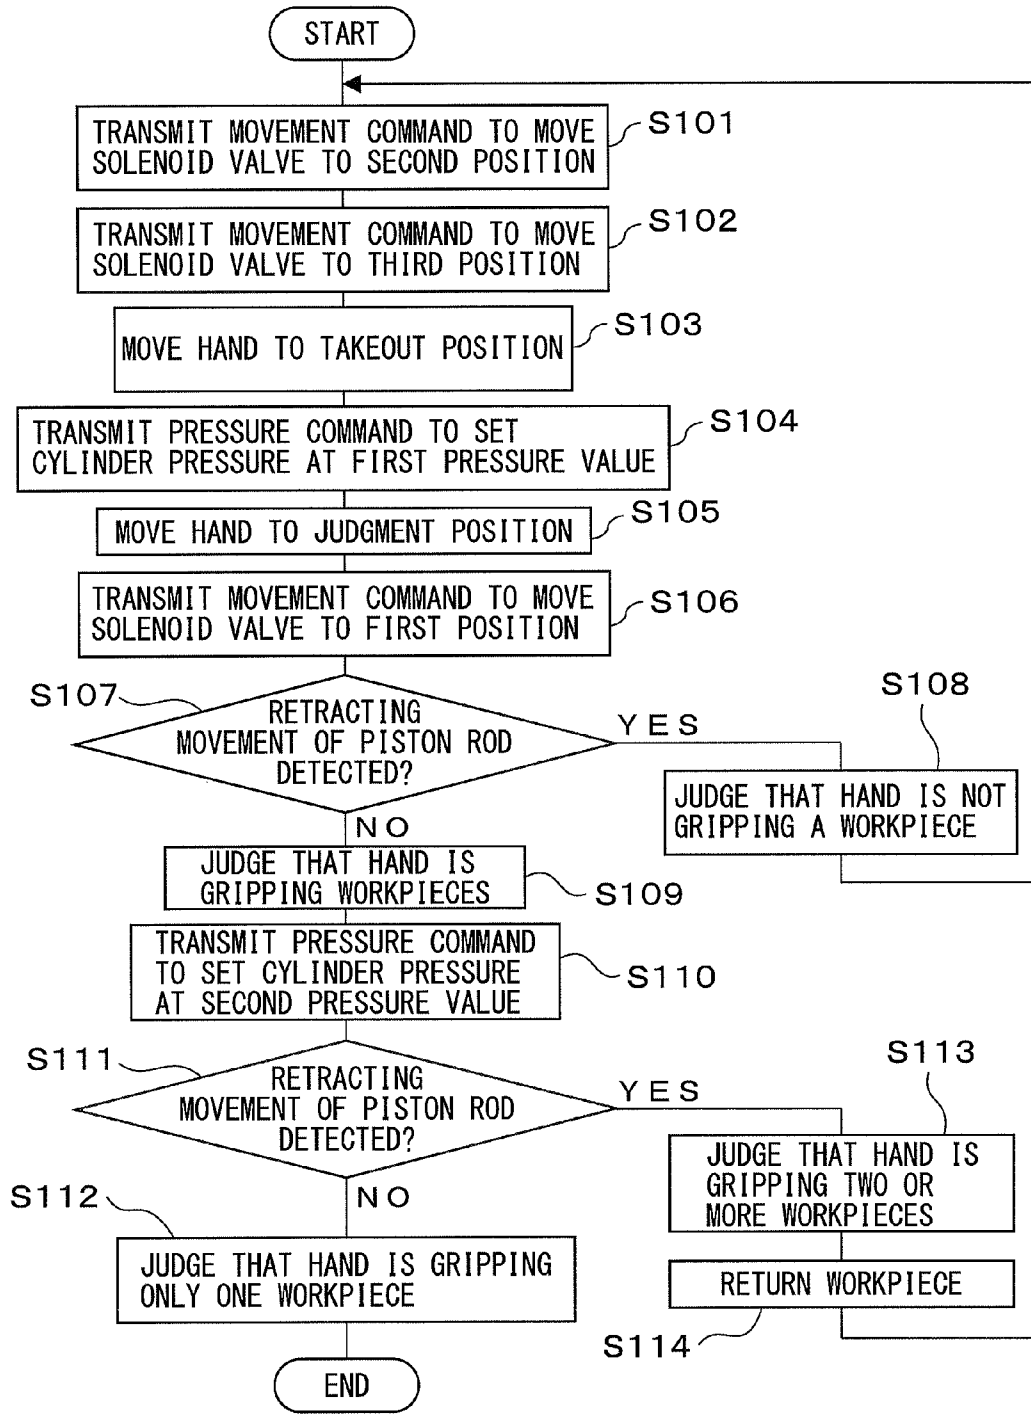 START
TRANSMIT MOVEMENT COMMAND TO MOVE
SOLENOID VALVE TO SECOND POSITION
S101
TRANSMIT MOVEMENT COMMAND TO MOVE
SOLENOID VALVE TO THIRD POSITION
S102
MOVE HAND TO TAKEOUT POSITION
S103
TRANSMIT PRESSURE COMMAND TO SET
CYLINDER PRESSURE AT FIRST PRESSURE VALUE
S104
MOVE HAND TO JUDGMENT POSITION
S105
TRANSMIT MOVEMENT COMMAND TO MOVE
SOLENOID VALVE TO FIRST POSITION
S106
S107
RETRACTING
MOVEMENT OF PISTON ROD
DETECTED?
YES
S108
JUDGE THAT HAND IS NOT
GRIPPING A WORKPIECE
NO
JUDGE THAT HAND IS
GRIPPING WORKPIECES
S109
TRANSMIT PRESSURE COMMAND
TO SET CYLINDER PRESSURE
AT SECOND PRESSURE VALUE
S110
S111
RETRACTING
MOVEMENT OF PISTON ROD
DETECTED?
YES
S113
JUDGE THAT HAND IS
GRIPPING TWO OR
MORE WORKPIECES
RETURN WORKPIECE
S114
NO
S112
JUDGE THAT HAND IS GRIPPING
ONLY ONE WORKPIECE
END